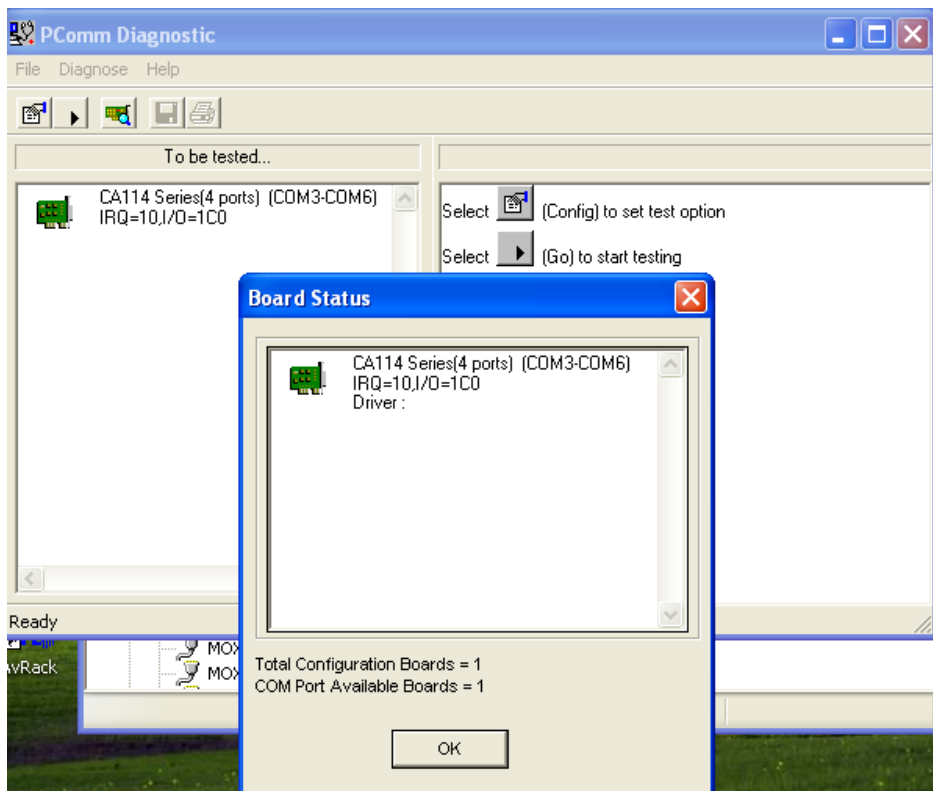 PComm Diagnostic
File Diagnose Help
To be tested...
CA114 Series(4 ports) (COM3-COM6)
IRQ=10,I/O=1C0
Select (Config) to set test option
Select (Go) to start testing
Board Status
CA114 Series(4 ports) (COM3-COM6)
IRQ=10,I/O=1C0
Driver :
Total Configuration Boards = 1
COM Port Available Boards = 1
OK
Ready
MOX
MOX